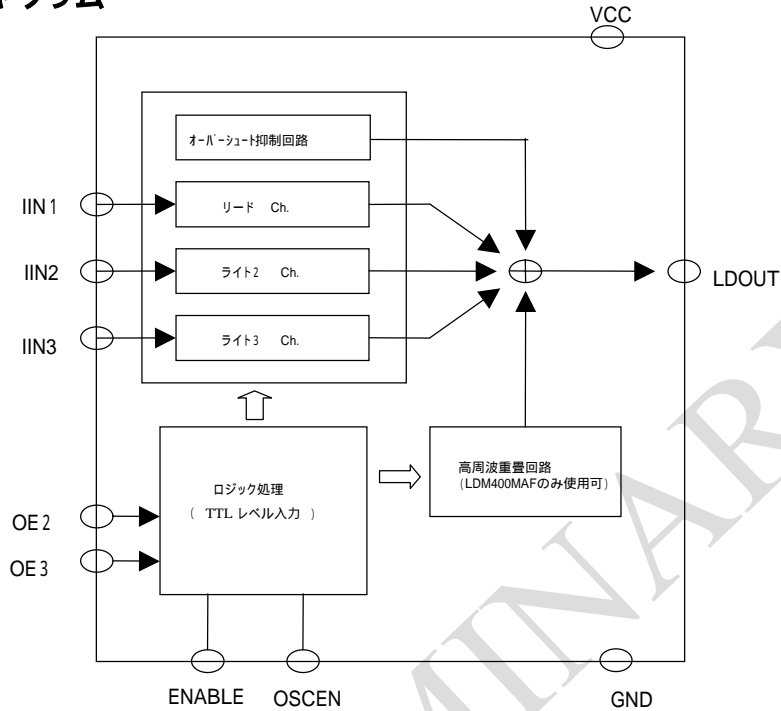 VCC
オーバーシュート抑制回路
IIN1
リード Ch.
IIN2
ライト2 Ch.
LDOUT
IIN3
ライト3 Ch.
ロジック処理
( TTL レベル入力 )
高周波重畳回路
(LDM400MAFのみ使用可)
OE2
OE3
ENABLE
OSCEN
GND